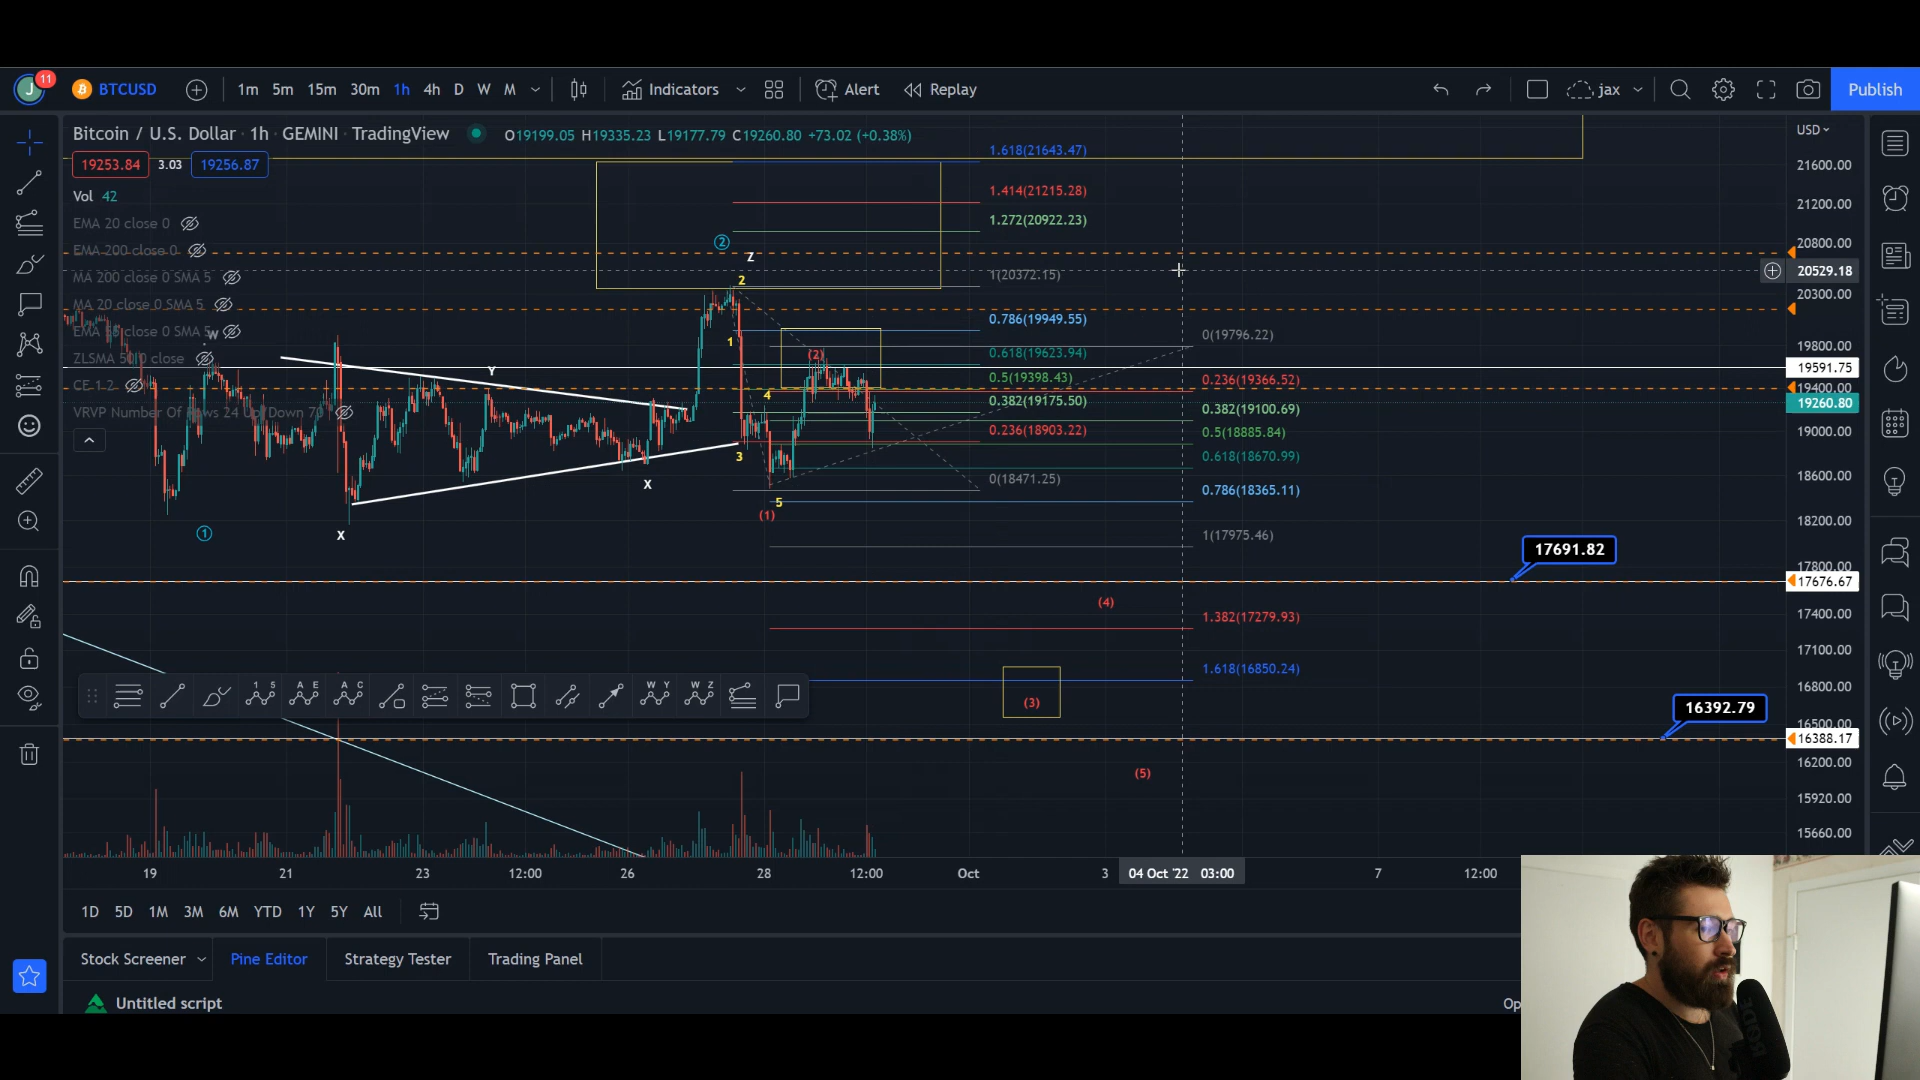 J 11 BTCUSD 1m 5m 15m 30m 1h 4h D W M Indicators Alert Replay jax Publish
Bitcoin / U.S. Dollar · 1h · GEMINI · TradingView O19199.05 H19335.23 L19177.79 C19260.80 +73.02 (+0.38%)
USD
19253.84 3.03 19256.87
Vol 42
EMA 20 close 0
EMA 200 close 0
MA 200 close 0 SMA 5
MA 20 close 0 SMA 5
close 0 SMA 5
ZLSMA 50 0 close
CE 1 2
VRVP Number Of Rows 24 Up/Down 70
1.618(21643.47)
1.414(21215.28)
1.272(20922.23)
1(20372.15)
0.786(19949.55)
0.618(19623.94)
0.5(19398.43)
0.382(19175.50)
0.236(18903.22)
0(18471.25)
0(19796.22)
0.236(19366.52)
0.382(19100.69)
0.5(18885.84)
0.618(18670.99)
0.786(18365.11)
1(17975.46)
1.382(17279.93)
1.618(16850.24)
2
Z
2
1
W
Y
(2)
4
3
X
5
(1)
1
X
(4)
(3)
(5)
17691.82
16392.79
21600.00
21200.00
20800.00
20529.18
20300.00
19800.00
19591.75
19400.00
19260.80
19000.00
18600.00
18200.00
17800.00
17676.67
17400.00
17100.00
16800.00
16500.00
16388.17
16200.00
15920.00
15660.00
1 5 A E A C W Y W Z
19 21 23 12:00 26 28 12:00 Oct 3 04 Oct '22 03:00 7 12:00
1D 5D 1M 3M 6M YTD 1Y 5Y All
Stock Screener Pine Editor Strategy Tester Trading Panel
Untitled script Op
RODE